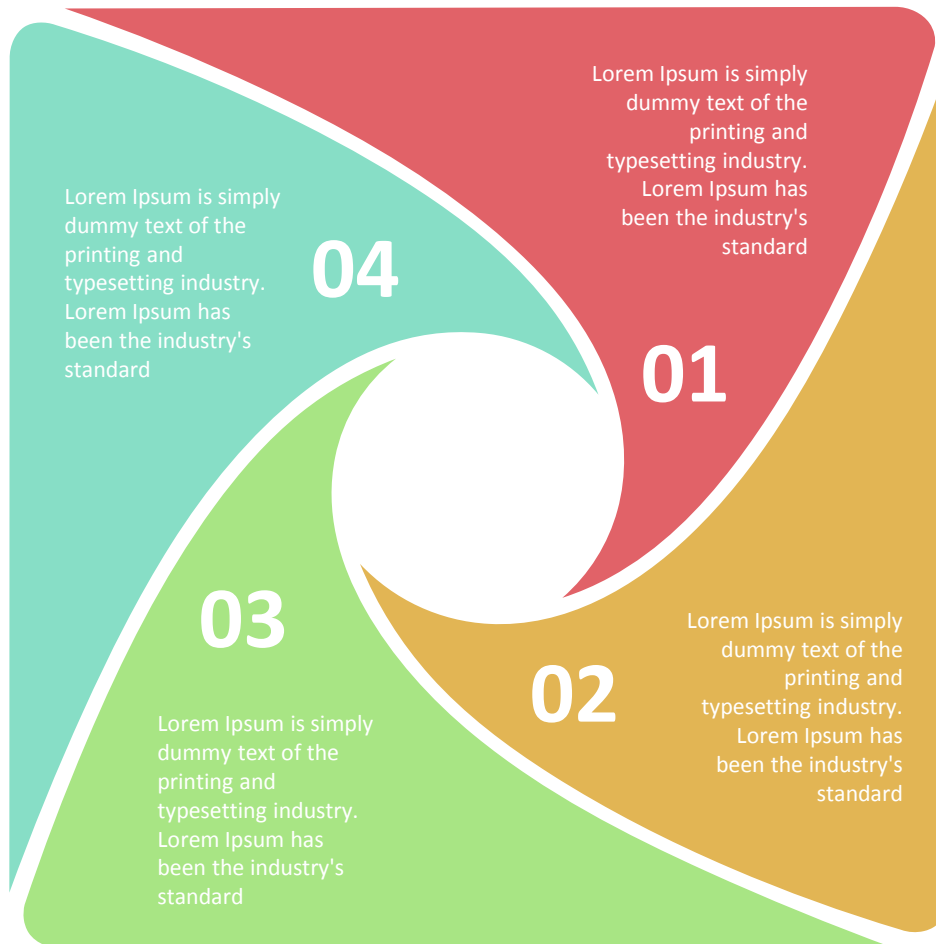 Lorem Ipsum is simply
dummy text of the
printing and
typesetting industry.
Lorem Ipsum has
been the industry's
standard
01
Lorem Ipsum is simply
dummy text of the
printing and
typesetting industry.
Lorem Ipsum has
been the industry's
standard
02
Lorem Ipsum is simply
dummy text of the
printing and
typesetting industry.
Lorem Ipsum has
been the industry's
standard
03
Lorem Ipsum is simply
dummy text of the
printing and
typesetting industry.
Lorem Ipsum has
been the industry's
standard
04